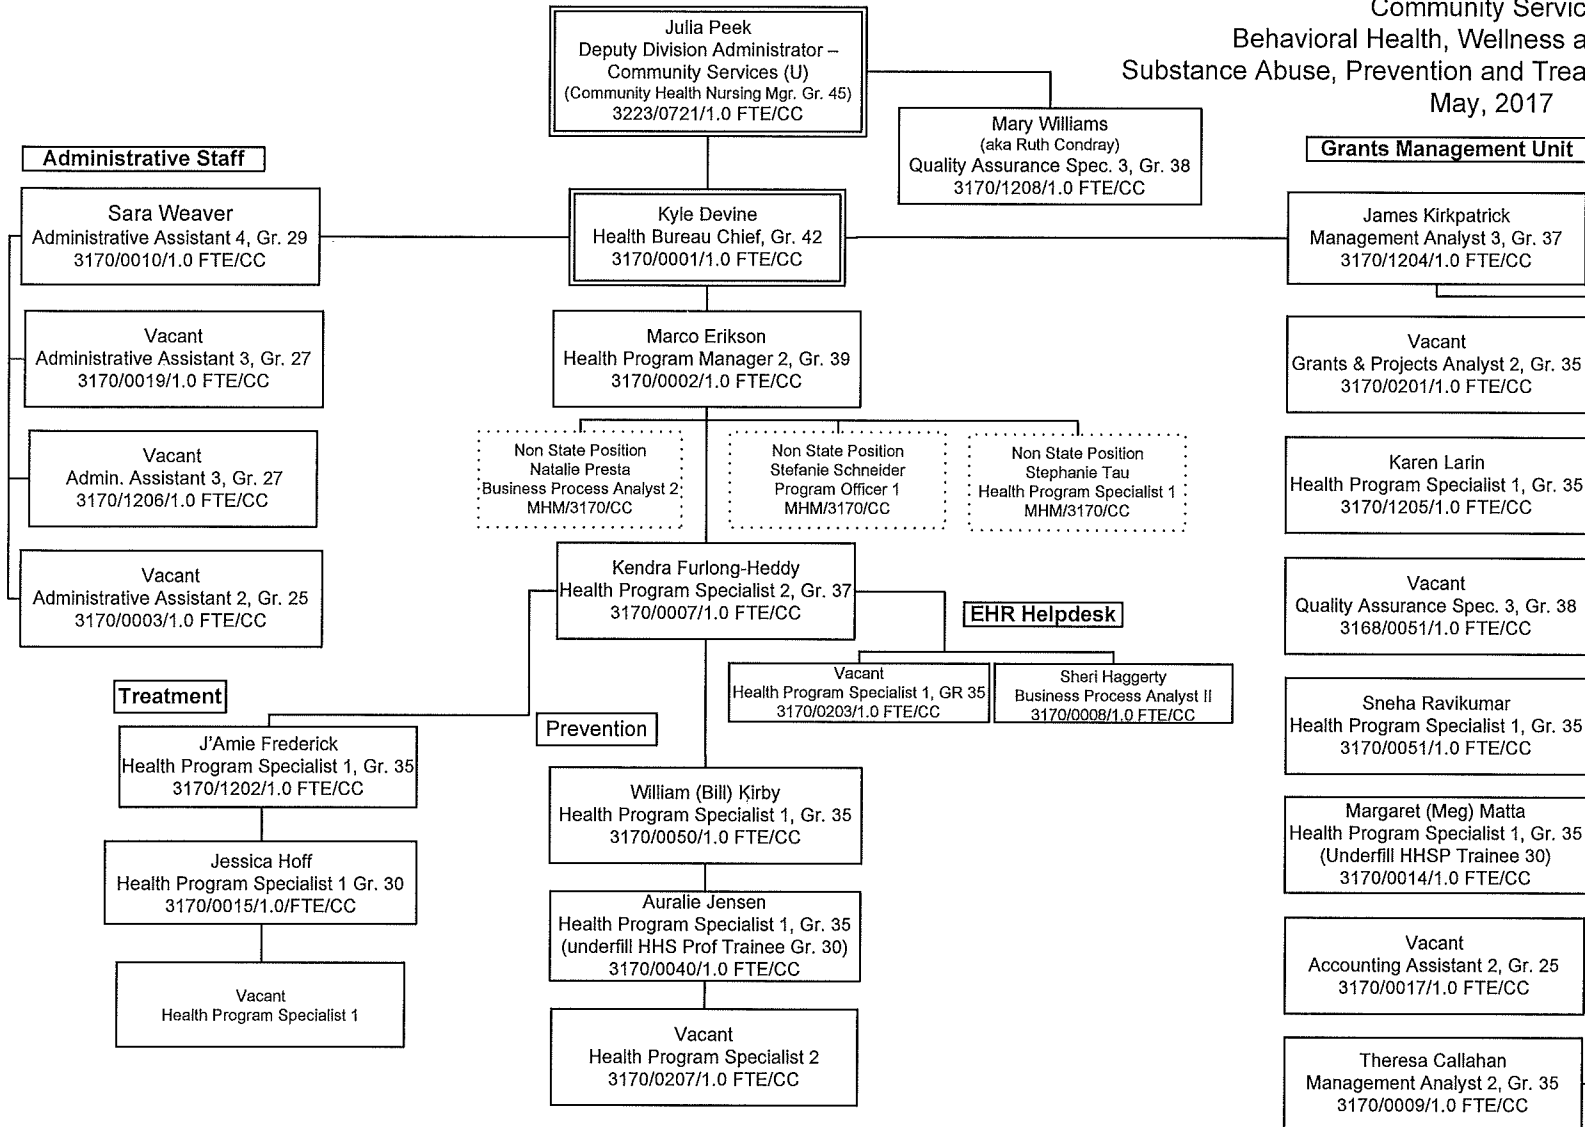 Community Servic
Behavioral Health, Wellness a
Substance Abuse, Prevention and Trea
May, 2017
Julia Peek
Deputy Division Administrator –
Community Services (U)
(Community Health Nursing Mgr. Gr. 45)
3223/0721/1.0 FTE/CC
Mary Williams
(aka Ruth Condray)
Quality Assurance Spec. 3, Gr. 38
3170/1208/1.0 FTE/CC
Kyle Devine
Health Bureau Chief, Gr. 42
3170/0001/1.0 FTE/CC
Administrative Staff
Sara Weaver
Administrative Assistant 4, Gr. 29
3170/0010/1.0 FTE/CC
Vacant
Administrative Assistant 3, Gr. 27
3170/0019/1.0 FTE/CC
Vacant
Admin. Assistant 3, Gr. 27
3170/1206/1.0 FTE/CC
Vacant
Administrative Assistant 2, Gr. 25
3170/0003/1.0 FTE/CC
Marco Erikson
Health Program Manager 2, Gr. 39
3170/0002/1.0 FTE/CC
Non State Position
Natalie Presta
Business Process Analyst 2
MHM/3170/CC
Non State Position
Stefanie Schneider
Program Officer 1
MHM/3170/CC
Non State Position
Stephanie Tau
Health Program Specialist 1
MHM/3170/CC
Kendra Furlong-Heddy
Health Program Specialist 2, Gr. 37
3170/0007/1.0 FTE/CC
EHR Helpdesk
Vacant
Health Program Specialist 1, GR 35
3170/0203/1.0 FTE/CC
Sheri Haggerty
Business Process Analyst II
3170/0008/1.0 FTE/CC
Treatment
J'Amie Frederick
Health Program Specialist 1, Gr. 35
3170/1202/1.0 FTE/CC
Jessica Hoff
Health Program Specialist 1 Gr. 30
3170/0015/1.0/FTE/CC
Vacant
Health Program Specialist 1
Prevention
William (Bill) Kirby
Health Program Specialist 1, Gr. 35
3170/0050/1.0 FTE/CC
Auralie Jensen
Health Program Specialist 1, Gr. 35
(underfill HHS Prof Trainee Gr. 30)
3170/0040/1.0 FTE/CC
Vacant
Health Program Specialist 2
3170/0207/1.0 FTE/CC
Grants Management Unit
James Kirkpatrick
Management Analyst 3, Gr. 37
3170/1204/1.0 FTE/CC
Vacant
Grants & Projects Analyst 2, Gr. 35
3170/0201/1.0 FTE/CC
Karen Larin
Health Program Specialist 1, Gr. 35
3170/1205/1.0 FTE/CC
Vacant
Quality Assurance Spec. 3, Gr. 38
3168/0051/1.0 FTE/CC
Sneha Ravikumar
Health Program Specialist 1, Gr. 35
3170/0051/1.0 FTE/CC
Margaret (Meg) Matta
Health Program Specialist 1, Gr. 35
(Underfill HHSP Trainee 30)
3170/0014/1.0 FTE/CC
Vacant
Accounting Assistant 2, Gr. 25
3170/0017/1.0 FTE/CC
Theresa Callahan
Management Analyst 2, Gr. 35
3170/0009/1.0 FTE/CC